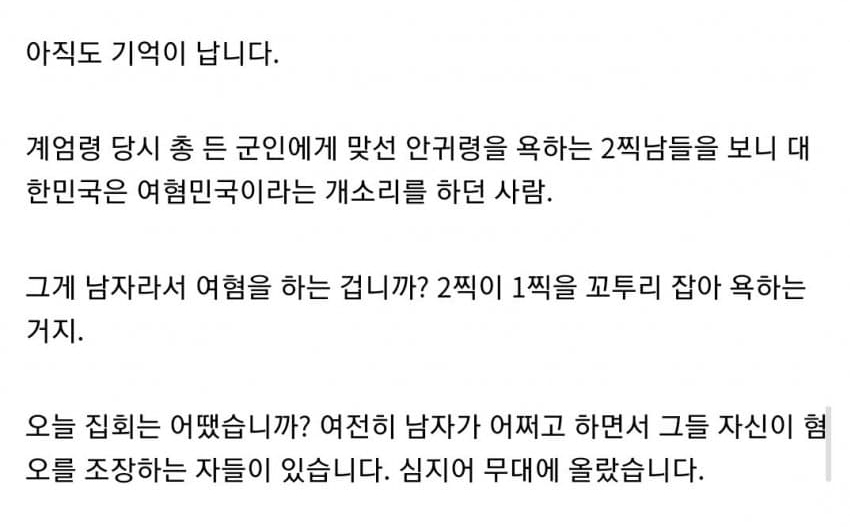 아직도 기억이 납니다.
계엄령 당시 총 든 군인에게 맞선 안귀령을 욕하는 2찍남들을 보니 대
한민국은 여혐민국이라는 개소리를 하던 사람.
그게 남자라서 여혐을 하는 겁니까? 2찍이 1찍을 꼬투리 잡아 욕하는
거지.
오늘 집회는 어땠습니까? 여전히 남자가 어쩌고 하면서 그들 자신이 혐
오를 조장하는 자들이 있습니다. 심지어 무대에 올랐습니다.